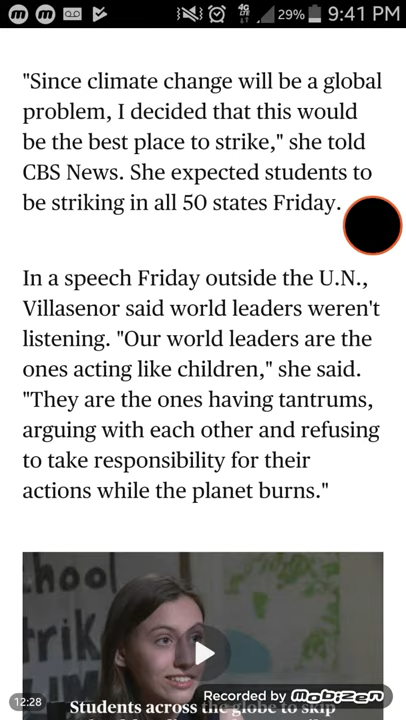 4G
LTE
29%
9:41 PM
"Since climate change will be a global
problem, I decided that this would
be the best place to strike," she told
CBS News. She expected students to
be striking in all 50 states Friday.
In a speech Friday outside the U.N.,
Villasenor said world leaders weren't
listening. "Our world leaders are the
ones acting like children," she said.
"They are the ones having tantrums,
arguing with each other and refusing
to take responsibility for their
actions while the planet burns."
hool
trik
12:28
Recorded by mobizen
Students across the globe to skip